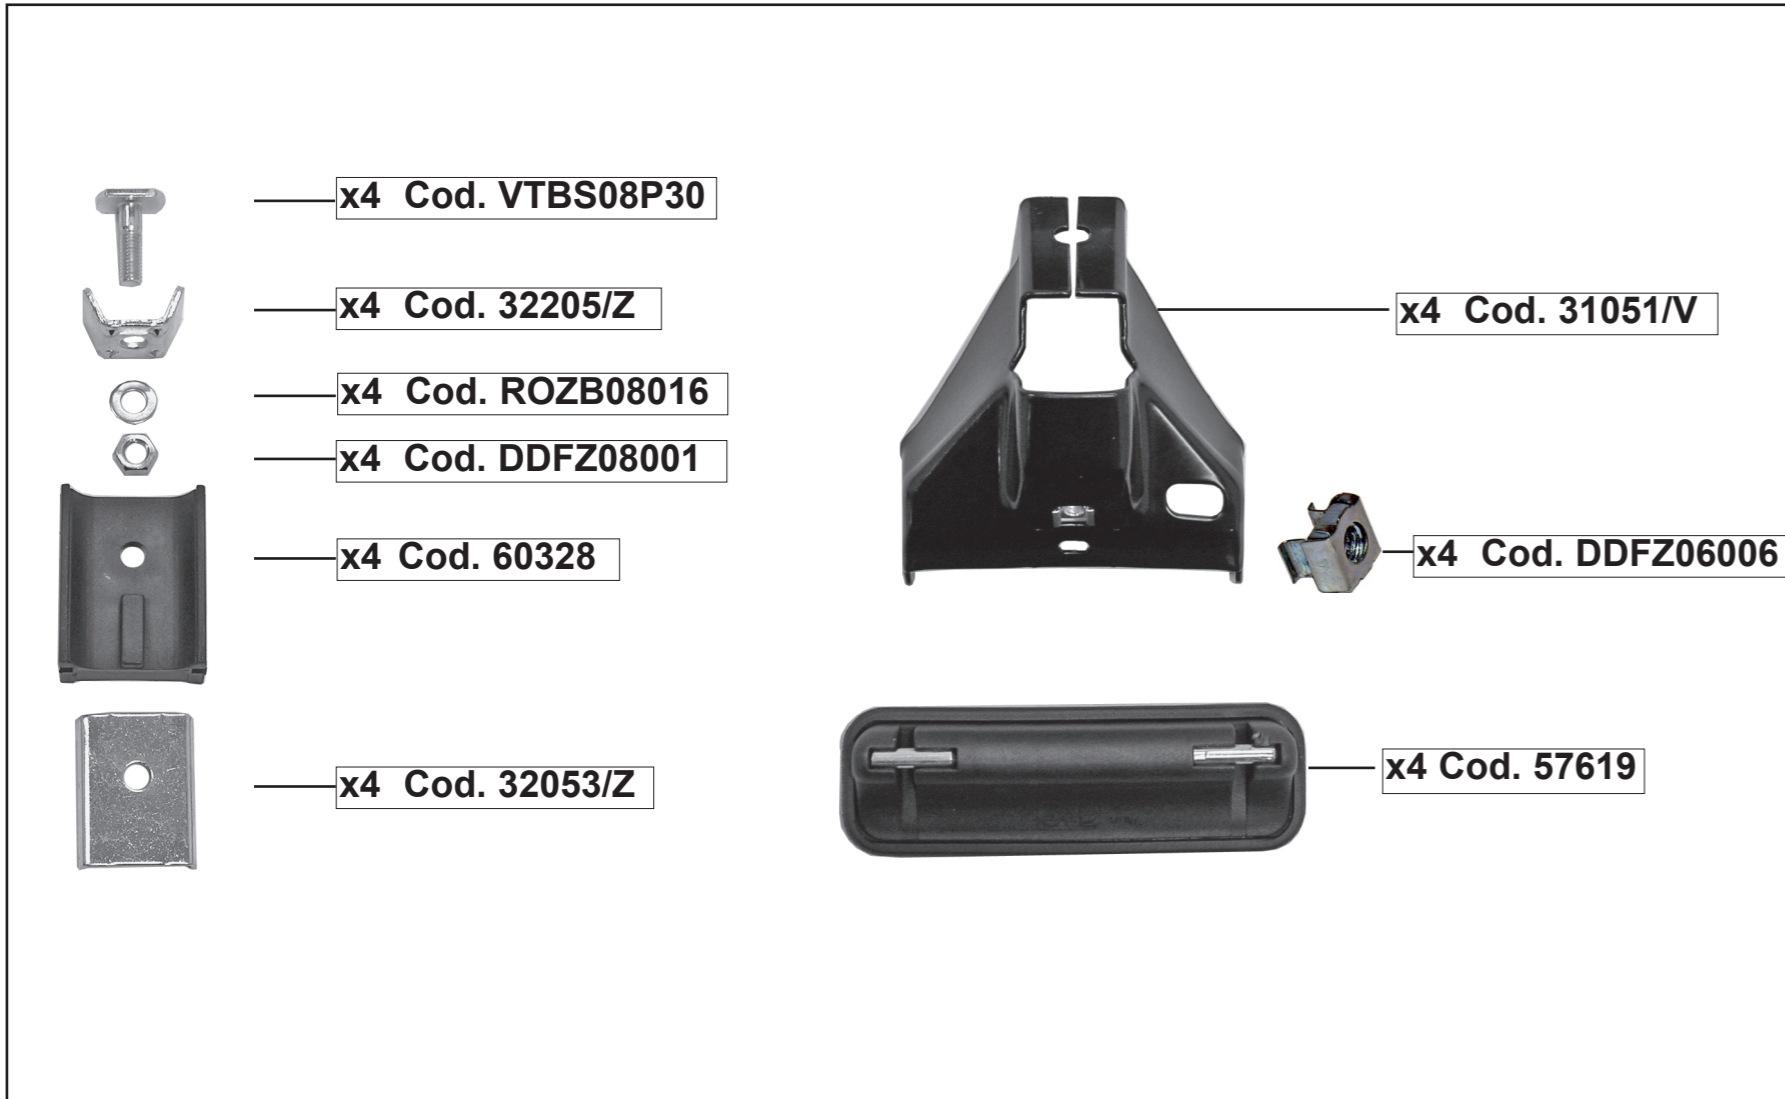 x4 Cod. VTBS08P30
x4 Cod. 32205/Z
x4 Cod. ROZB08016
x4 Cod. DDFZ08001
x4 Cod. 60328
x4 Cod. 32053/Z
x4 Cod. 31051/V
x4 Cod. DDFZ06006
x4 Cod. 57619